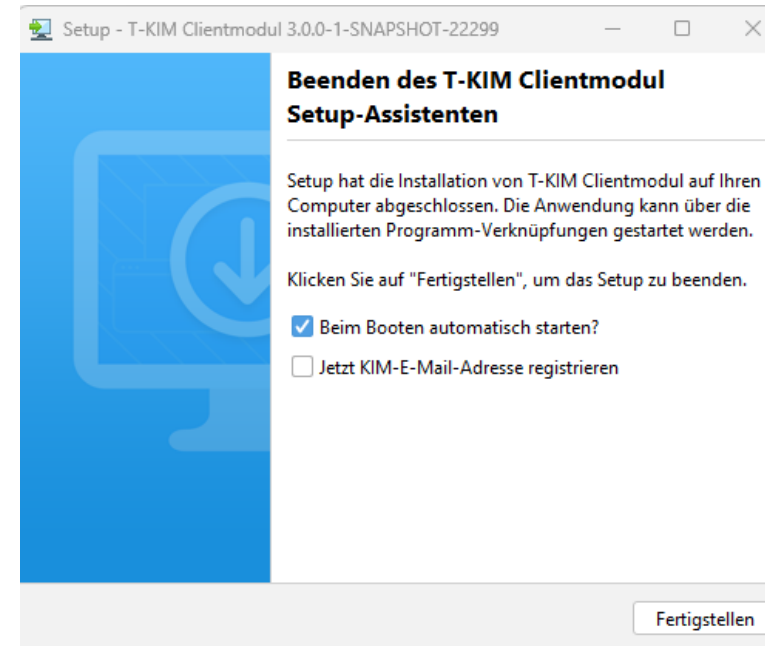 Setup - T-KIM Clientmodul 3.0.0-1-SNAPSHOT-22299
Beenden des T-KIM Clientmodul
Setup-Assistenten
Setup hat die Installation von T-KIM Clientmodul auf Ihren
Computer abgeschlossen. Die Anwendung kann über die
installierten Programm-Verknüpfungen gestartet werden.
Klicken Sie auf "Fertigstellen", um das Setup zu beenden.
Beim Booten automatisch starten?
Jetzt KIM-E-Mail-Adresse registrieren
Fertigstellen